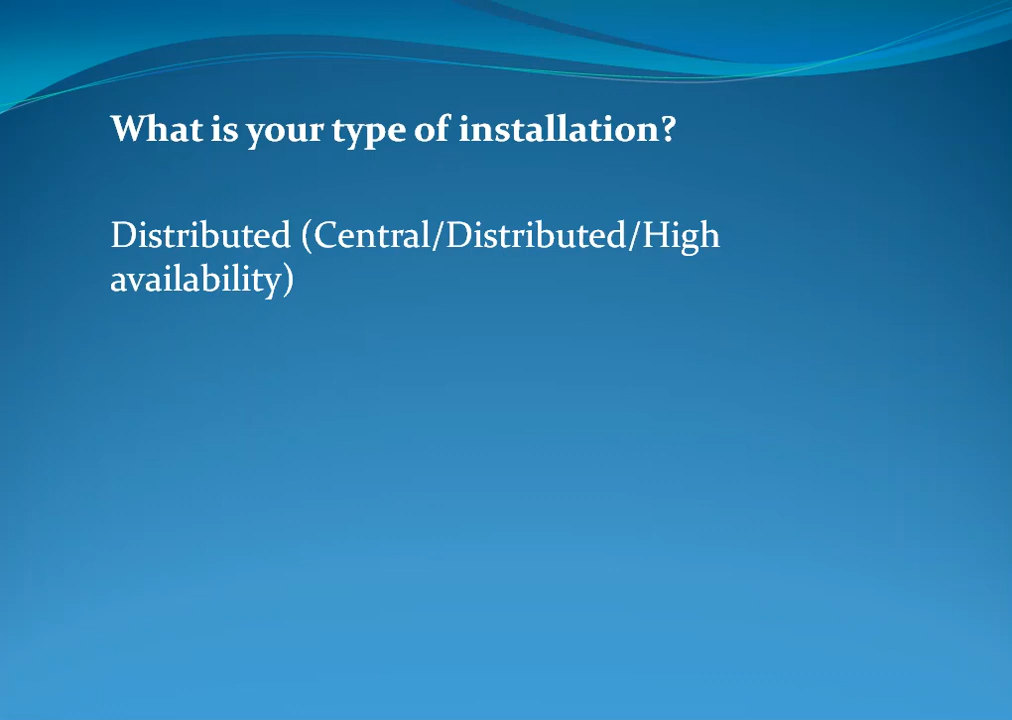 What is your type of installation?
Distributed (Central/Distributed/High
availability)